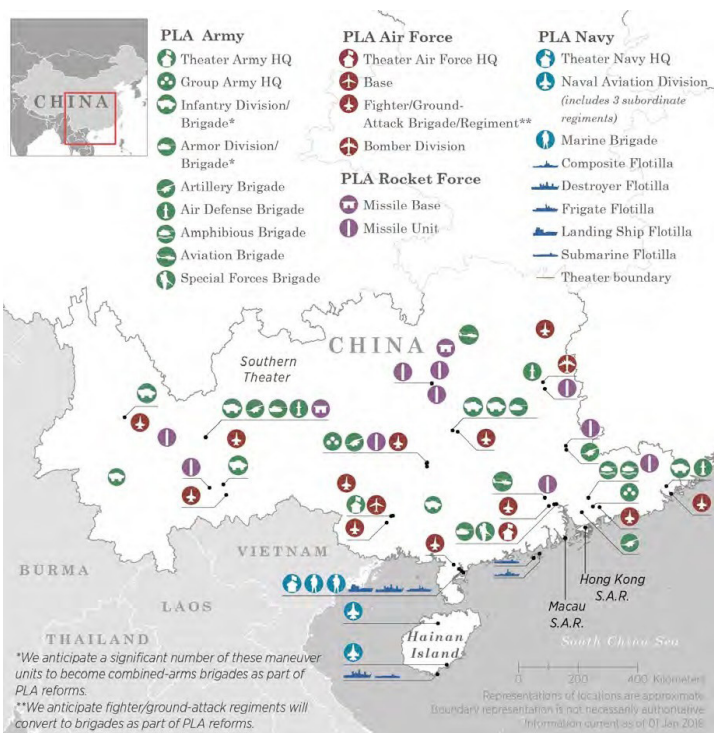 CHINA
PLA Army
Theater Army HQ
Group Army HQ
Infantry Division/
Brigade*
Armor Division/
Brigade*
Artillery Brigade
Air Defense Brigade
Amphibious Brigade
Aviation Brigade
Special Forces Brigade
PLA Air Force
Theater Air Force HQ
Base
Fighter/Ground-
Attack Brigade/Regiment**
Bomber Division
PLA Rocket Force
Missile Base
Missile Unit
PLA Navy
Theater Navy HQ
Naval Aviation Division
(includes 3 subordinate
regiments)
Marine Brigade
Composite Flotilla
Destroyer Flotilla
Frigate Flotilla
Landing Ship Flotilla
Submarine Flotilla
Theater boundary
CHINA
Southern
Theater
VIETNAM
BURMA
LAOS
THAILAND
Hainan
Island
Macau
S.A.R.
Hong Kong
S.A.R.
South China Sea
*We anticipate a significant number of these maneuver
units to become combined-arms brigades as part of
PLA reforms.
**We anticipate fighter/ground-attack regiments will
convert to brigades as part of PLA reforms.
0 200 400 Kilometers
Representations of locations are approximate.
Boundary representation is not necessarily authoritative.
Information current as of 01 Jan 2018